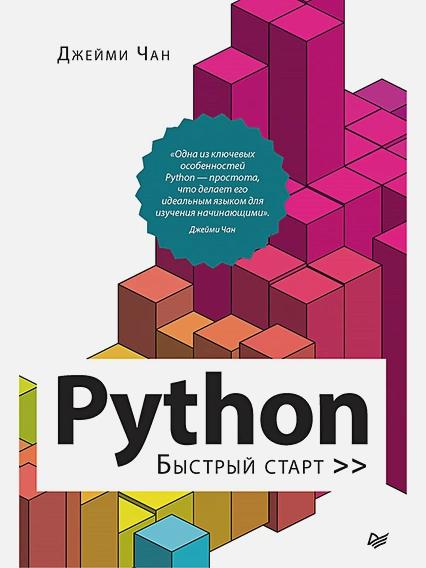 Джейми Чан
«Одна из ключевых
особенностей
Python — простота,
что делает его
идеальным языком для
изучения начинающими».
Джейми Чан
Python
Быстрый старт >>